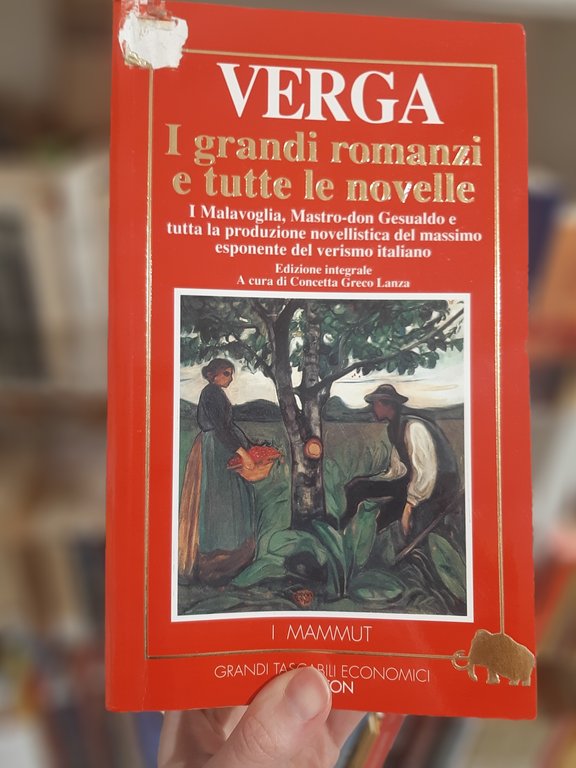 VERGA
I grandi romanzi
e tutte le novelle
I Malavoglia, Mastro-don Gesualdo e
tutta la produzione novellistica del massimo
esponente del verismo italiano
Edizione integrale
A cura di Concetta Greco Lanza
I MAMMUT
GRANDI TASCABILI ECONOMICI